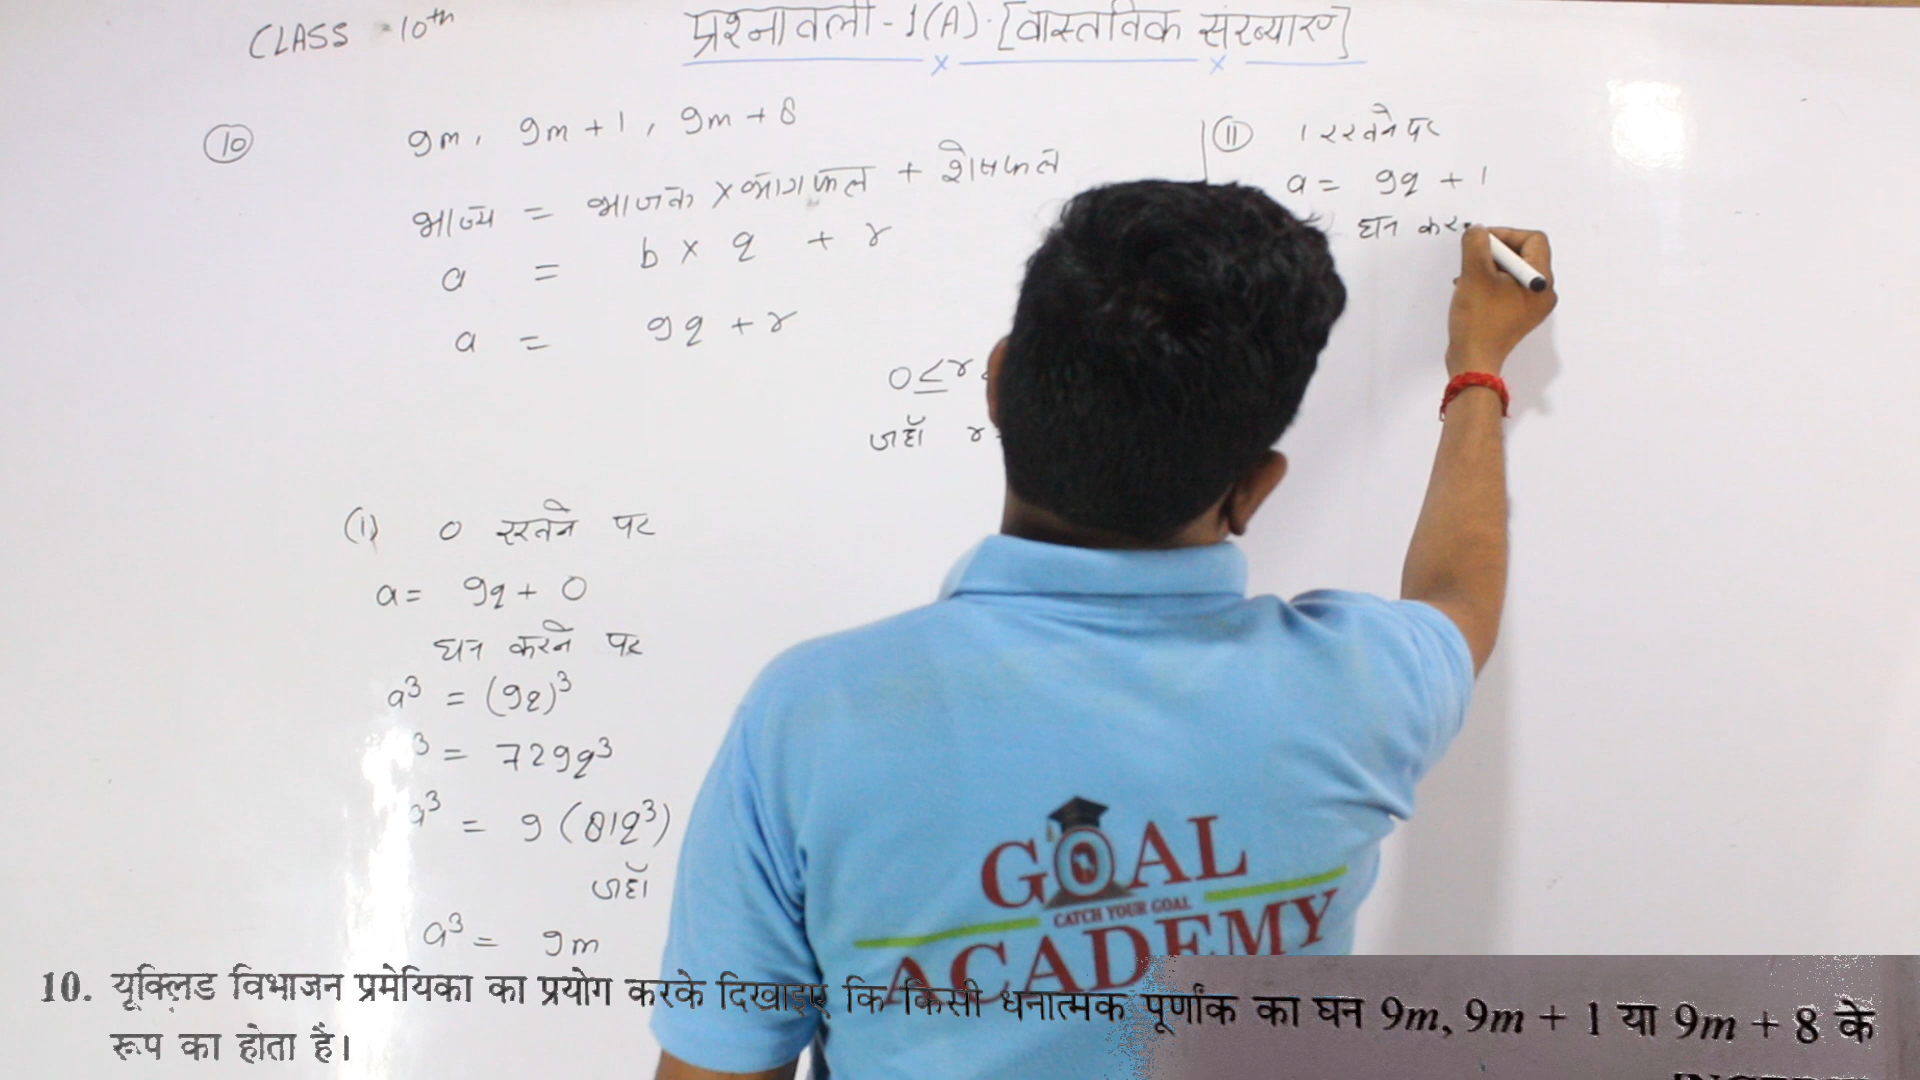 CLASS - 10th
प्रश्नावली - 1(A) · [वास्तविक संख्याएं]
10
9m, 9m + 1, 9m + 8
भाज्य = भाजक × भागफल + शेषफल
a = b × q + r
a = 9q + r
0 ≤ r
जहाँ r
(i) 0 रखने पर
a = 9q + 0
घन करने पर
a³ = (9q)³
³ = 729q³
a³ = 9 (81q³)
जहाँ
a³ = 9m
(ii) 1 रखने पर
a = 9q + 1
घन कर
GOAL
CATCH YOUR GOAL
ACADEMY
10. यूक्लिड विभाजन प्रमेयिका का प्रयोग करके दिखाइए कि किसी धनात्मक पूर्णांक का घन 9m, 9m + 1 या 9m + 8 के
रूप का होता है।